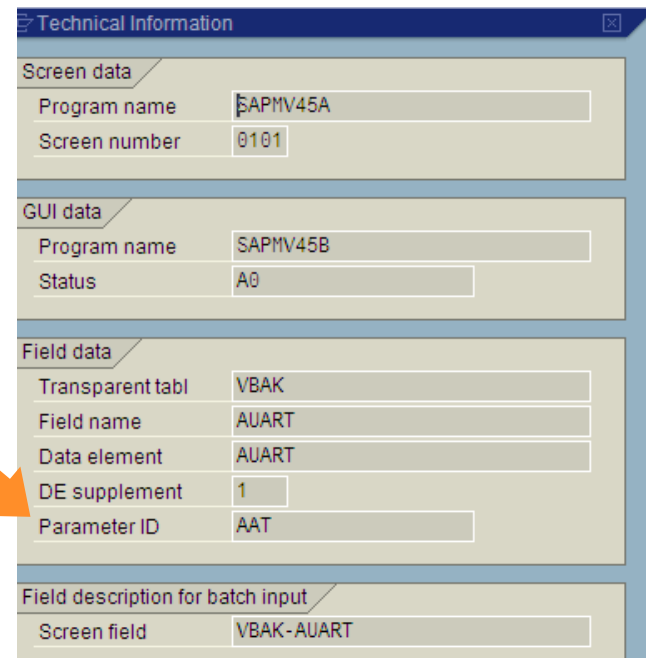 Technical Information
Screen data
Program name SAPMV45A
Screen number 0101
GUI data
Program name SAPMV45B
Status A0
Field data
Transparent tabl VBAK
Field name AUART
Data element AUART
DE supplement 1
Parameter ID AAT
Field description for batch input
Screen field VBAK-AUART